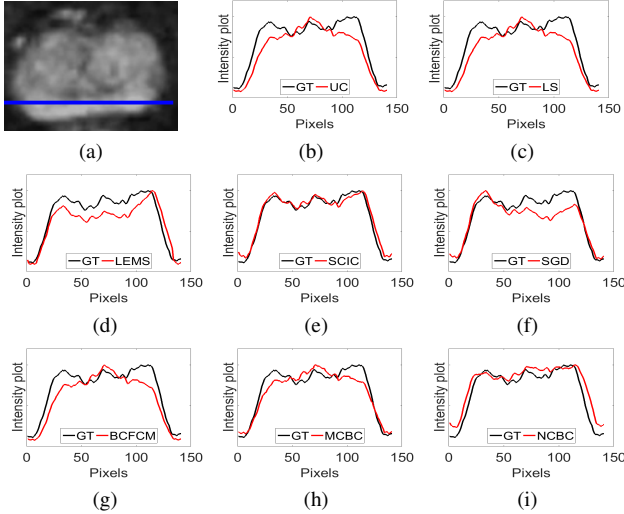 Intensity plot
GT UC
0 50 100 150
Pixels
Intensity plot
GT LS
0 50 100 150
Pixels
(a) (b) (c)
Intensity plot
GT LEMS
0 50 100 150
Pixels
Intensity plot
GT SCIC
0 50 100 150
Pixels
Intensity plot
GT SGD
0 50 100 150
Pixels
(d) (e) (f)
Intensity plot
GT BCFCM
0 50 100 150
Pixels
Intensity plot
GT MCBC
0 50 100 150
Pixels
Intensity plot
GT NCBC
0 50 100 150
Pixels
(g) (h) (i)